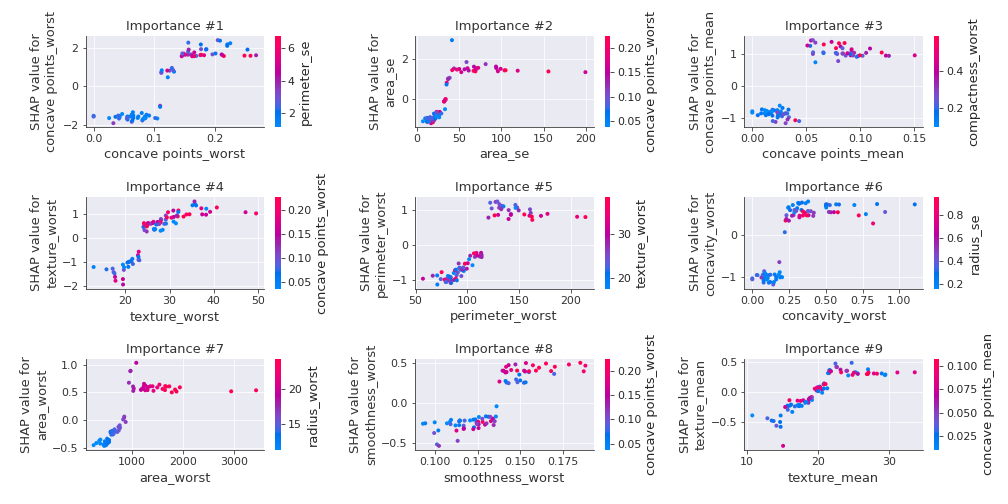 Importance #1
SHAP value for
concave points_worst
2
0
−2
0.0
0.1
0.2
concave points_worst
6
4
2
perimeter_se
Importance #2
SHAP value for
area_se
2
0
0
50
100
150
200
area_se
0.20
0.15
0.10
0.05
concave points_worst
Importance #3
SHAP value for
concave points_mean
1
0
−1
0.00
0.05
0.10
0.15
concave points_mean
0.4
0.2
compactness_worst
Importance #4
SHAP value for
texture_worst
1
0
−1
−2
20
30
40
50
texture_worst
0.20
0.15
0.10
0.05
concave points_worst
Importance #5
SHAP value for
perimeter_worst
1
0
−1
50
100
150
200
perimeter_worst
30
20
texture_worst
Importance #6
SHAP value for
concavity_worst
0
−1
0.00
0.25
0.50
0.75
1.00
concavity_worst
0.8
0.6
0.4
0.2
radius_se
Importance #7
SHAP value for
area_worst
1.0
0.5
0.0
−0.5
1000
2000
3000
area_worst
20
15
radius_worst
Importance #8
SHAP value for
smoothness_worst
0.5
0.0
−0.5
0.100
0.125
0.150
0.175
smoothness_worst
0.20
0.15
0.10
0.05
concave points_worst
Importance #9
SHAP value for
texture_mean
0.5
0.0
−0.5
10
20
30
texture_mean
0.100
0.075
0.050
0.025
concave points_mean